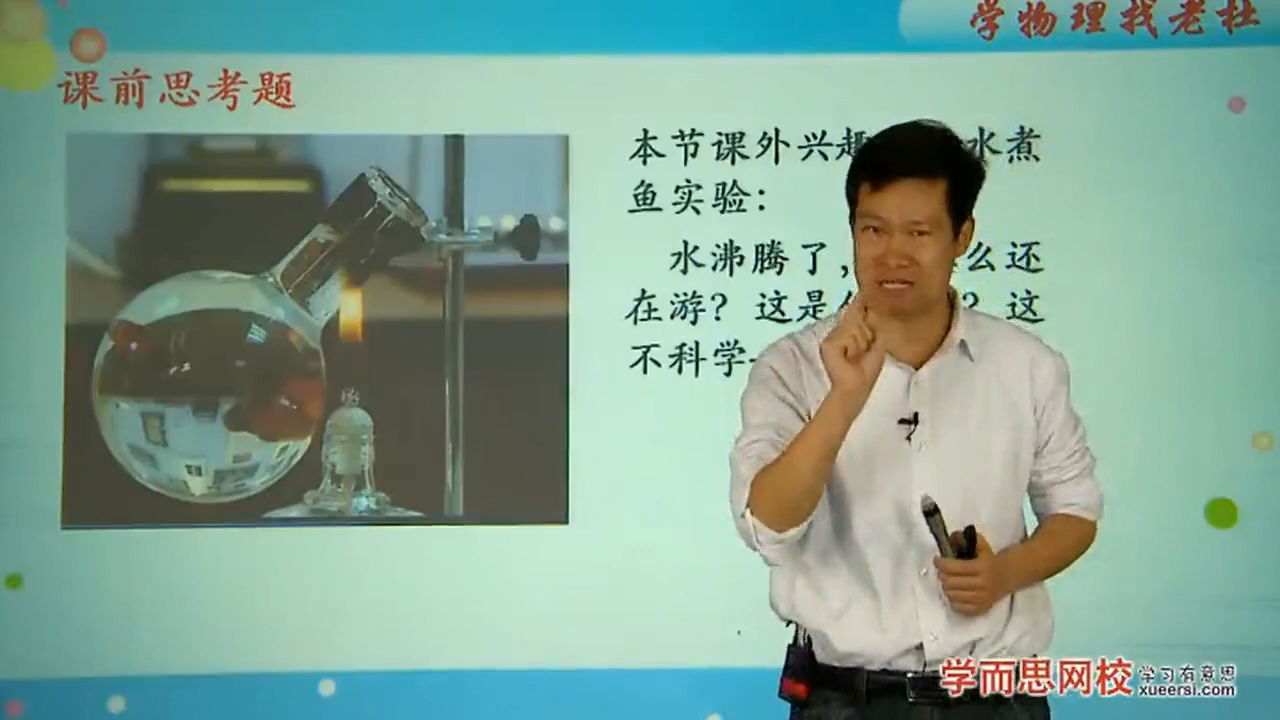 学物理找老杜
课前思考题
本节课外兴趣 水煮
鱼实验:
水沸腾了, 么还
在游? 这是 ? 这
不科学
学而思网校 学习有意思
xueersi.com